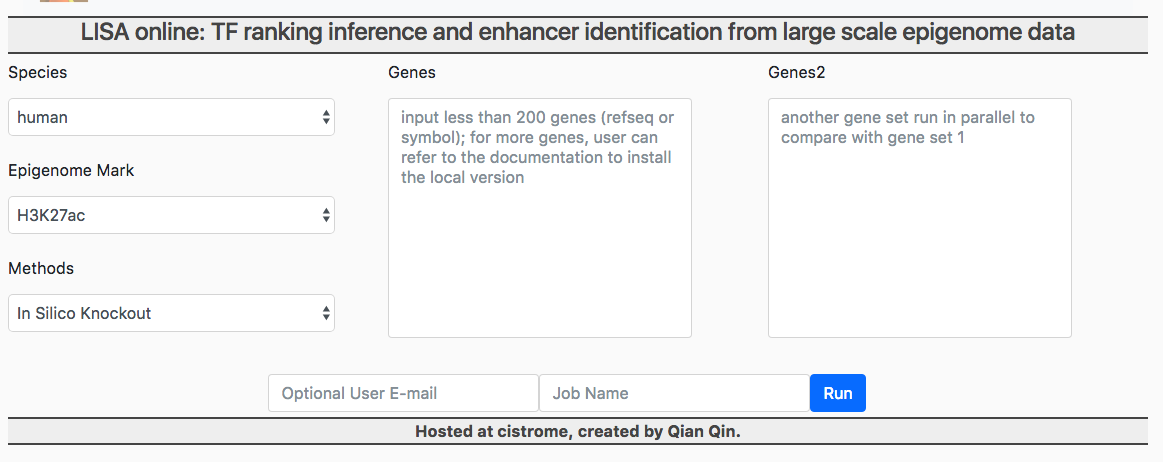 LISA online: TF ranking inference and enhancer identification from large scale epigenome data
Species
human
Epigenome Mark
H3K27ac
Methods
In Silico Knockout
Genes
input less than 200 genes (refseq or
symbol); for more genes, user can
refer to the documentation to install
the local version
Genes2
another gene set run in parallel to
compare with gene set 1
Optional User E-mail
Job Name
Run
Hosted at cistrome, created by Qian Qin.